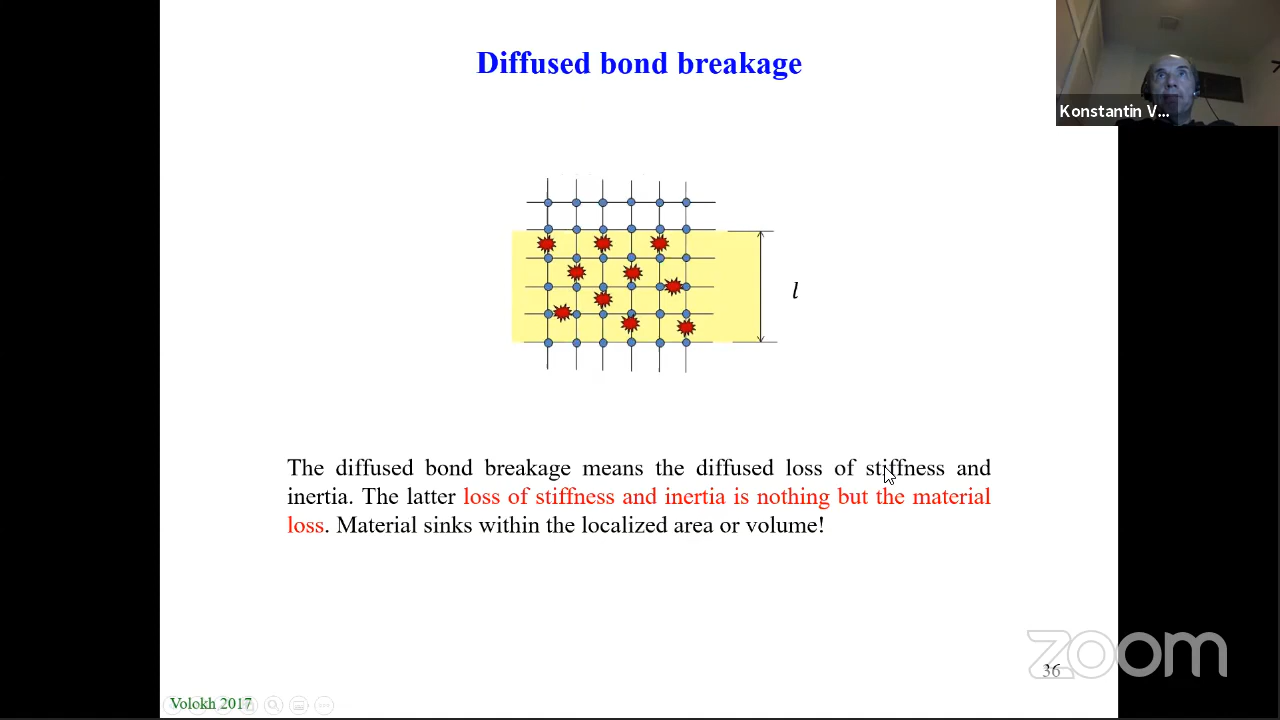 Diffused bond breakage
Konstantin V...
l
The diffused bond breakage means the diffused loss of stiffness and
inertia. The latter loss of stiffness and inertia is nothing but the material
loss. Material sinks within the localized area or volume!
zoom
36
Volokh 2017